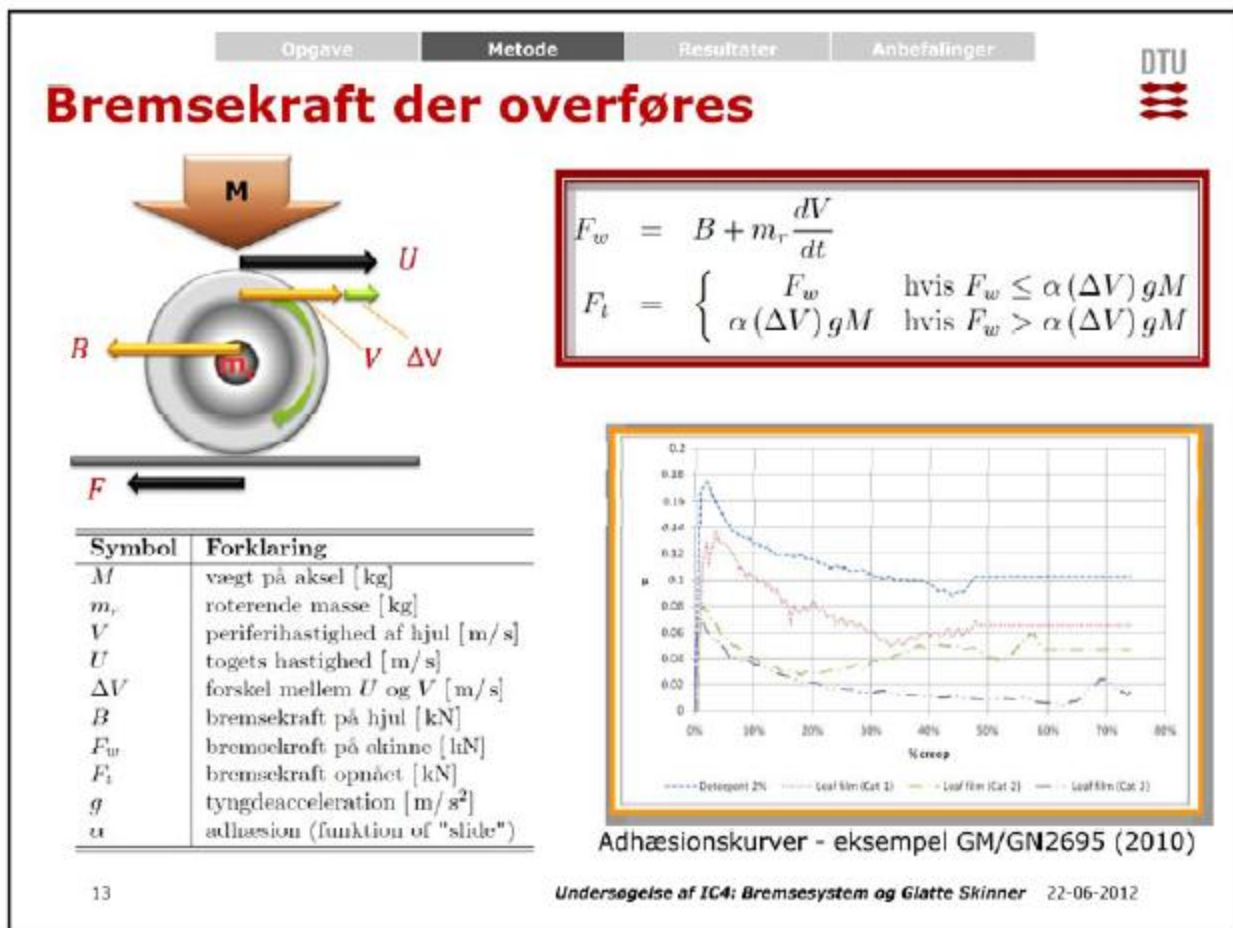 Opgave Metode Resultater Anbefalinger
DTU
Bremsekraft der overføres
M
U
B
m
V ΔV
F
F_w = B + m_r dV/dt
F_t = { F_w hvis F_w ≤ α (ΔV) gM
α (ΔV) gM hvis F_w > α (ΔV) gM
Symbol Forklaring
M vægt på aksel [kg]
m_r roterende masse [kg]
V periferihastighed af hjul [m/s]
U togets hastighed [m/s]
ΔV forskel mellem U og V [m/s]
B bremsekraft på hjul [kN]
F_w bremsekraft på skinne [kN]
F_t bremsekraft opnået [kN]
g tyngdeacceleration [m/s²]
α adhæsion (funktion of "slide")
0.2
0.18
0.16
0.14
0.12
0.1
0.08
0.06
0.04
0.02
0
μ
0% 10% 20% 30% 40% 50% 60% 70% 80%
% creep
Detergent 2% Leaf film (Cat 1) Leaf film (Cat 2) Leaf film (Cat 3)
Adhæsionskurver - eksempel GM/GN2695 (2010)
13 Undersøgelse af IC4: Bremsesystem og Glatte Skinner 22-06-2012